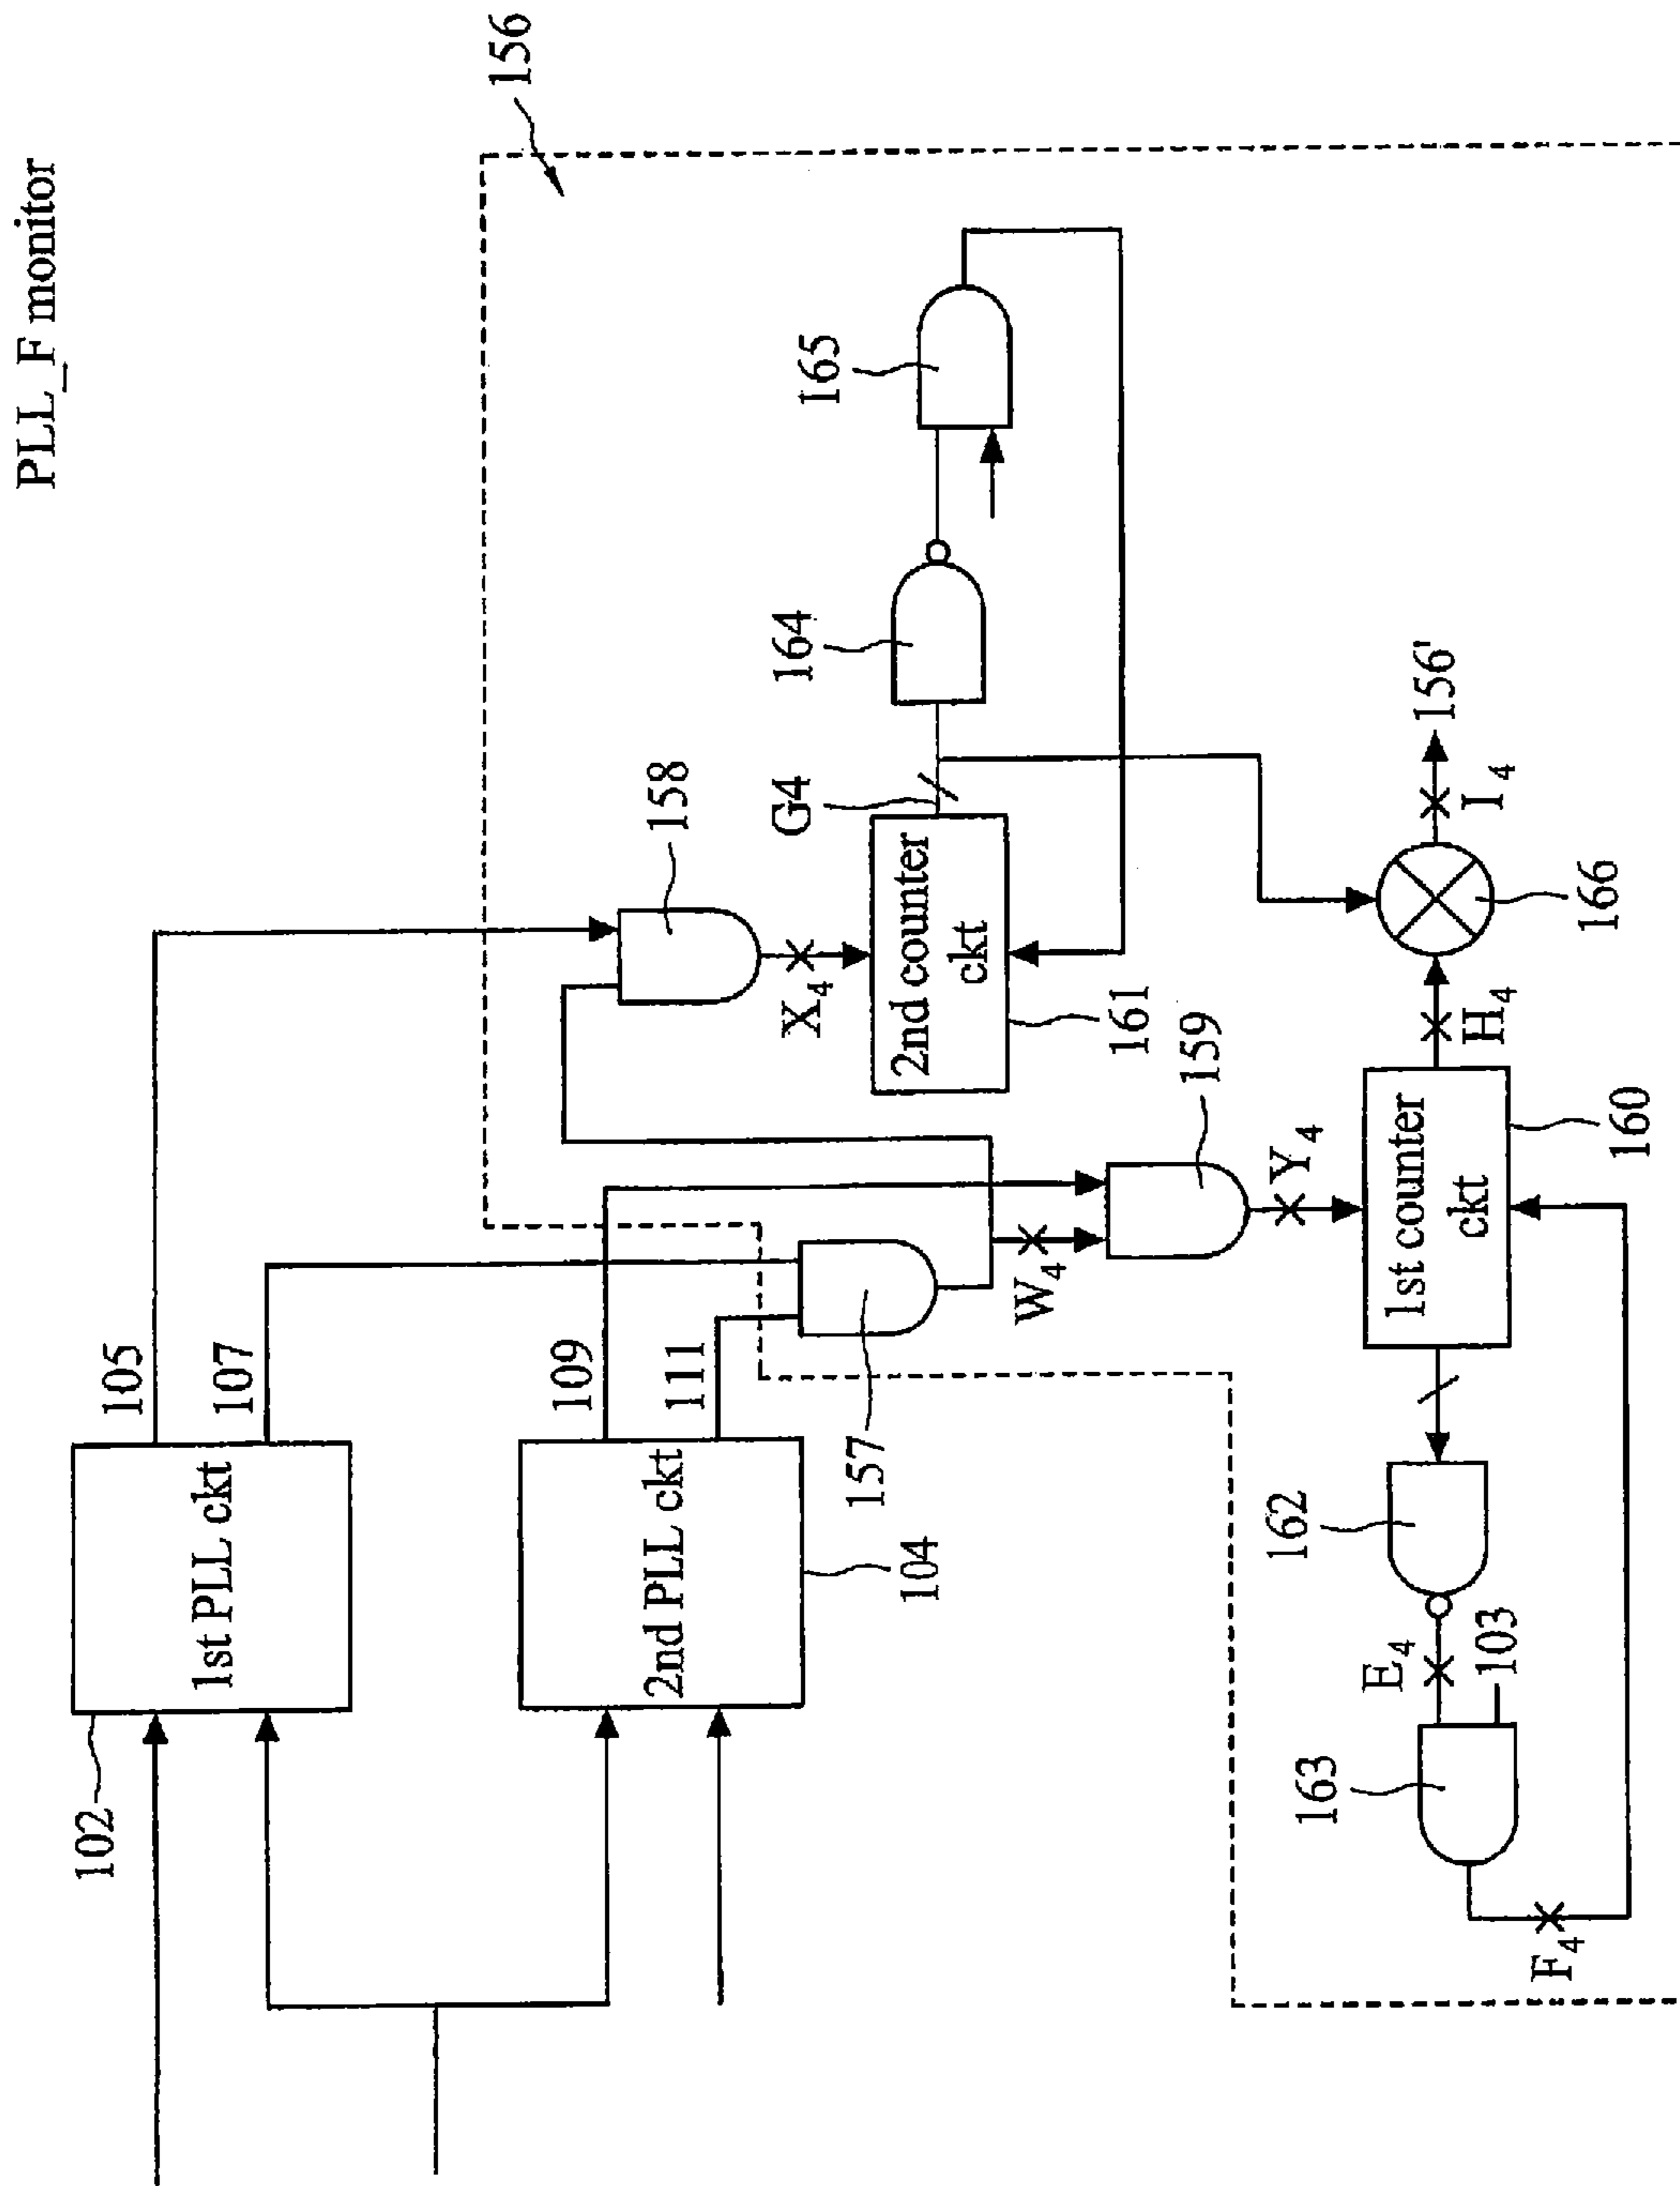 PLL_F monitor
156
102
1st PLL ckt
105
107
2nd PLL ckt
104
109
111
157
158
X4
G4
2nd counter
ckt
161
164
165
W4
159
Y4
1st counter
ckt
160
H4
166
I4
156'
162
E4
103
163
F4